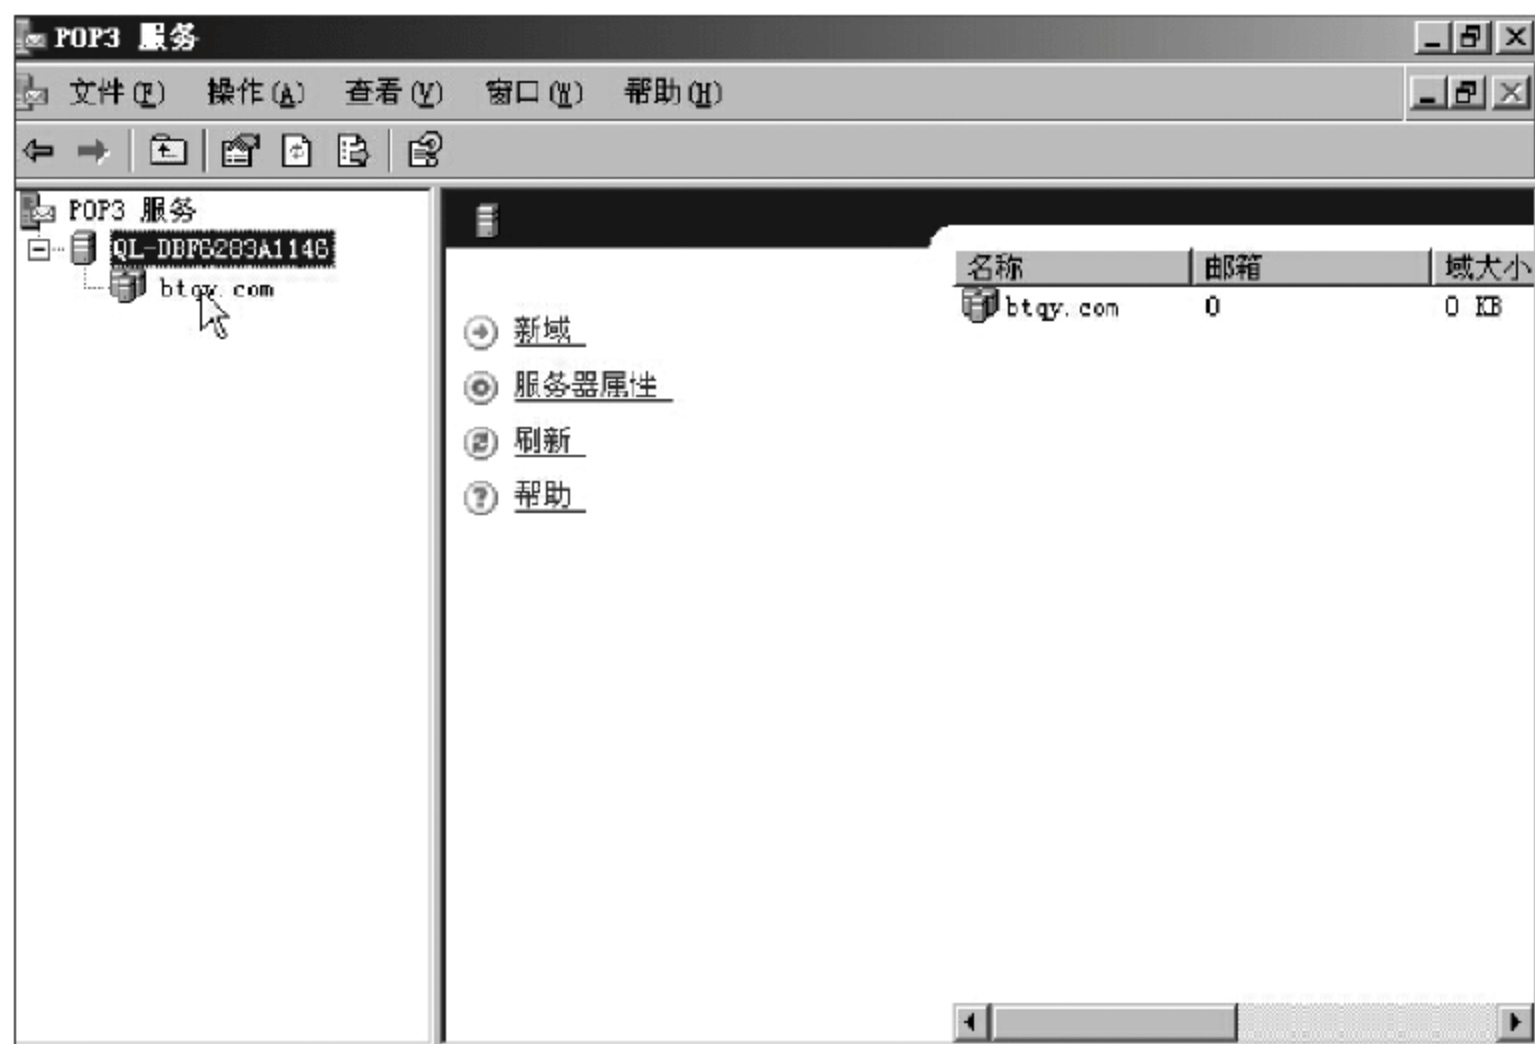 POP3 服务
文件(F) 操作(A) 查看(V) 窗口(W) 帮助(H)
POP3 服务
QL-DBF6283A1146
btqy.com
新域
服务器属性
刷新
帮助
名称 邮箱 域大小
btqy.com 0 0 KB